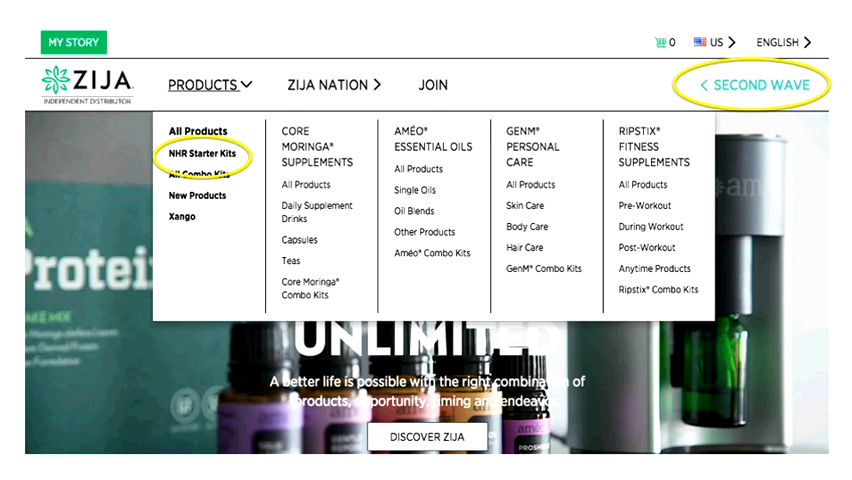 MY STORY
0
US
ENGLISH
ZIJA
INDEPENDENT DISTRIBUTOR
PRODUCTS
ZIJA NATION
JOIN
SECOND WAVE
All Products
NHR Starter Kits
All Combo Kits
New Products
Xango
CORE
MORINGA®
SUPPLEMENTS
All Products
Daily Supplement
Drinks
Capsules
Teas
Core Moringa®
Combo Kits
AMÉO®
ESSENTIAL OILS
All Products
Single Oils
Oil Blends
Other Products
Améo® Combo Kits
GENM®
PERSONAL
CARE
All Products
Skin Care
Body Care
Hair Care
GenM® Combo Kits
RIPSTIX®
FITNESS
SUPPLEMENTS
All Products
Pre-Workout
During Workout
Post-Workout
Anytime Products
Ripstix® Combo Kits
am
rotei
UNLIMITED
A better life is possible with the right combination of
products, opportunity, timing and endeavor.
DISCOVER ZIJA